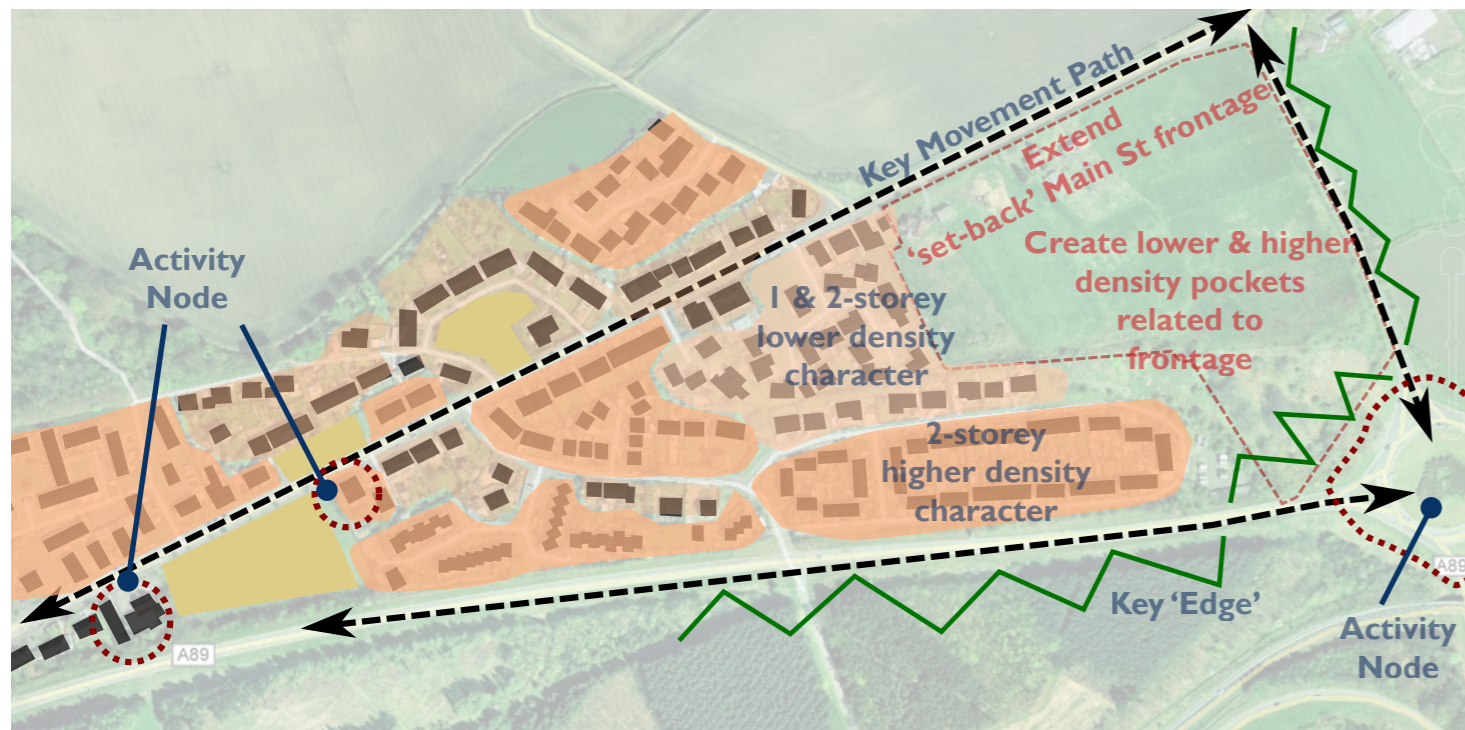 Key Movement Path
Extend
'set-back' Main St frontage
Create lower & higher
density pockets
related to
frontage
Activity
Node
1 & 2-storey
lower density
character
2-storey
higher density
character
Key 'Edge'
A89
Activity
Node
A89